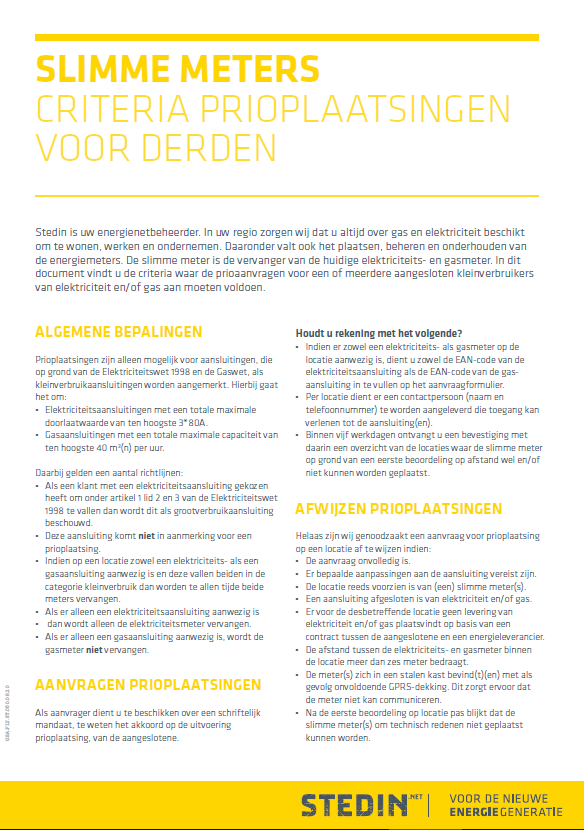 SLIMME METERS
CRITERIA PRIOPLAATSINGEN
VOOR DERDEN
Stedin is uw energienetbeheerder. In uw regio zorgen wij dat u altijd over gas en elektriciteit beschikt
om te wonen, werken en ondernemen. Daaronder valt ook het plaatsen, beheren en onderhouden van
de energiemeters. De slimme meter is de vervanger van de huidige elektriciteits- en gasmeter. In dit
document vindt u de criteria waar de prioaanvragen voor een of meerdere aangesloten kleinverbruikers
van elektriciteit en/of gas aan moeten voldoen.
ALGEMENE BEPALINGEN
Prioplaatsingen zijn alleen mogelijk voor aansluitingen, die
op grond van de Elektriciteitswet 1998 en de Gaswet, als
kleinverbruikaansluitingen worden aangemerkt. Hierbij gaat
het om:
• Elektriciteitsaansluitingen met een totale maximale
doorlaatwaarde van ten hoogste 3*80A.
• Gasaansluitingen met een totale maximale capaciteit van
ten hoogste 40 m³(n) per uur.
Daarbij gelden een aantal richtlijnen:
• Als een klant met een elektriciteitsaansluiting gekozen
heeft om onder artikel 1 lid 2 en 3 van de Elektriciteitswet
1998 te vallen dan wordt dit als grootverbruikaansluiting
beschouwd.
• Deze aansluiting komt niet in aanmerking voor een
prioplaatsing.
• Indien op een locatie zowel een elektriciteits- als een
gasaansluiting aanwezig is en deze vallen beiden in de
categorie kleinverbruik dan worden te allen tijde beide
meters vervangen.
• Als er alleen een elektriciteitsaansluiting aanwezig is
• dan wordt alleen de elektriciteitsmeter vervangen.
• Als er alleen een gasaansluiting aanwezig is, wordt de
gasmeter niet vervangen.
AANVRAGEN PRIOPLAATSINGEN
Als aanvrager dient u te beschikken over een schriftelijk
mandaat, te weten het akkoord op de uitvoering
prioplaatsing, van de aangeslotene.
Houdt u rekening met het volgende?
• Indien er zowel een elektriciteits- als gasmeter op de
locatie aanwezig is, dient u zowel de EAN-code van de
elektriciteitsaansluiting als de EAN-code van de gas-
aansluiting in te vullen op het aanvraagformulier.
• Per locatie dient er een contactpersoon (naam en
telefoonnummer) te worden aangeleverd die toegang kan
verlenen tot de aansluiting(en).
• Binnen vijf werkdagen ontvangt u een bevestiging met
daarin een overzicht van de locaties waar de slimme meter
op grond van een eerste beoordeling op afstand wel en/of
niet kunnen worden geplaatst.
AFWIJZEN PRIOPLAATSINGEN
Helaas zijn wij genoodzaakt een aanvraag voor prioplaatsing
op een locatie af te wijzen indien:
• De aanvraag onvolledig is.
• Er bepaalde aanpassingen aan de aansluiting vereist zijn.
• De locatie reeds voorzien is van (een) slimme meter(s).
• Een aansluiting afgesloten is van elektriciteit en/of gas.
• Er voor de desbetreffende locatie geen levering van
elektriciteit en/of gas plaatsvindt op basis van een
contract tussen de aangeslotene en een energieleverancier.
• De afstand tussen de elektriciteits- en gasmeter binnen
de locatie meer dan zes meter bedraagt.
• De meter(s) zich in een stalen kast bevind(t)(en) met als
gevolg onvoldoende GPRS-dekking. Dit zorgt ervoor dat
de meter niet kan communiceren.
• Na de eerste beoordeling op locatie pas blijkt dat de
slimme meter(s) om technisch redenen niet geplaatst
kunnen worden.
STEDIN.NET
VOOR DE NIEUWE
ENERGIEGENERATIE